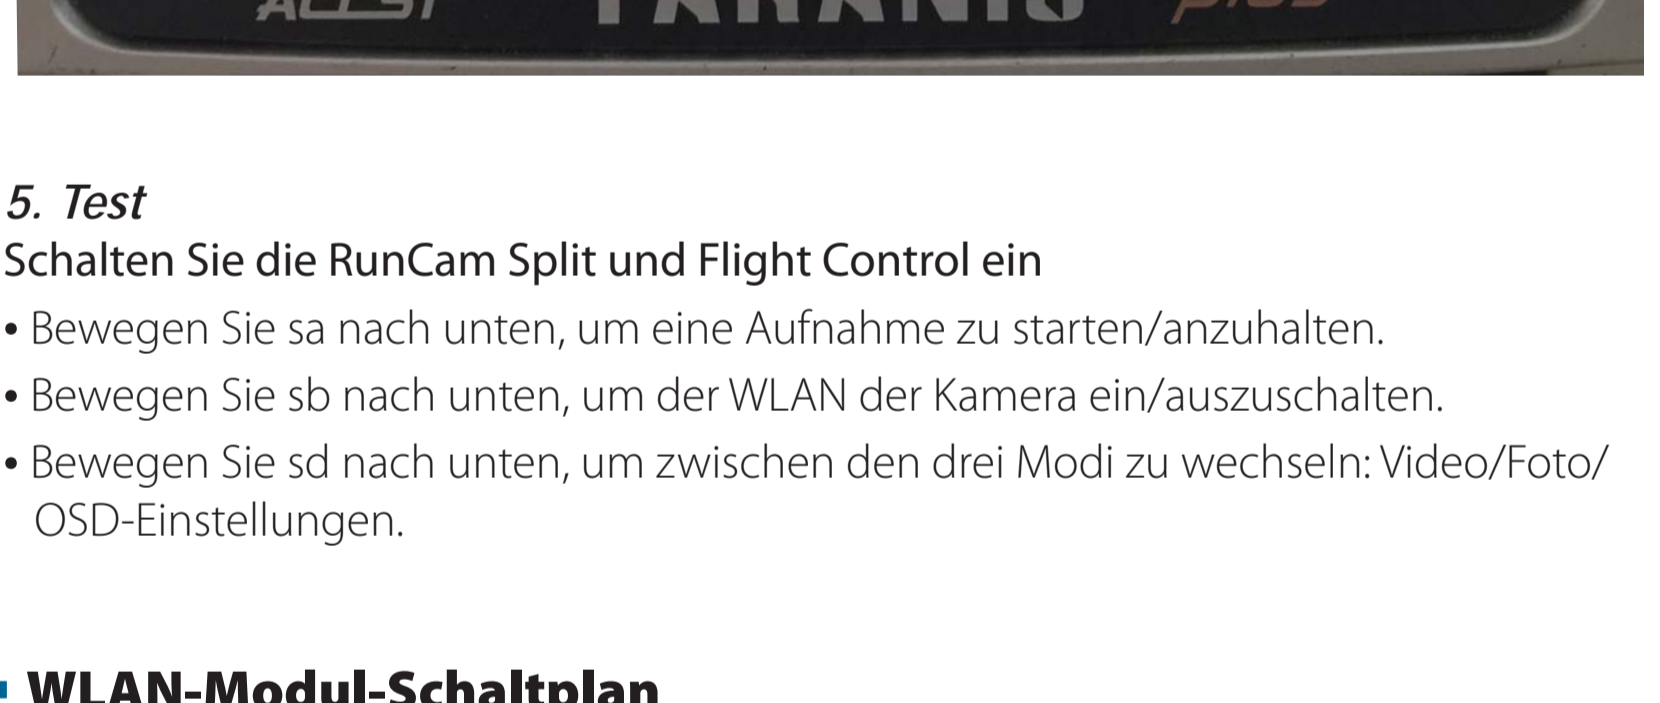 TARANIS plus
5. Test
Schalten Sie die RunCam Split und Flight Control ein
• Bewegen Sie sa nach unten, um eine Aufnahme zu starten/anzuhalten.
• Bewegen Sie sb nach unten, um der WLAN der Kamera ein/auszuschalten.
• Bewegen Sie sd nach unten, um zwischen den drei Modi zu wechseln: Video/Foto/
OSD-Einstellungen.
WLAN-Modul-Schaltplan